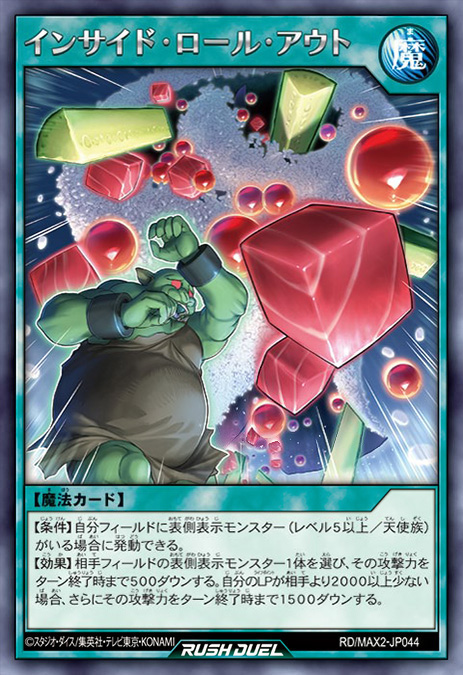 インサイド・ロール・アウト
魔
【魔法カード】
【条件】自分フィールドに表側表示モンスター（レベル5以上／天使族）
がいる場合に発動できる。
【効果】相手フィールドの表側表示モンスター1体を選び、その攻撃力を
ターン終了時まで500ダウンする。自分のLPが相手より2000以上少ない
場合、さらにその攻撃力をターン終了時まで1500ダウンする。
©スタジオ・ダイス/集英社・テレビ東京・KONAMI
RUSH DUEL
RD/MAX2-JP044